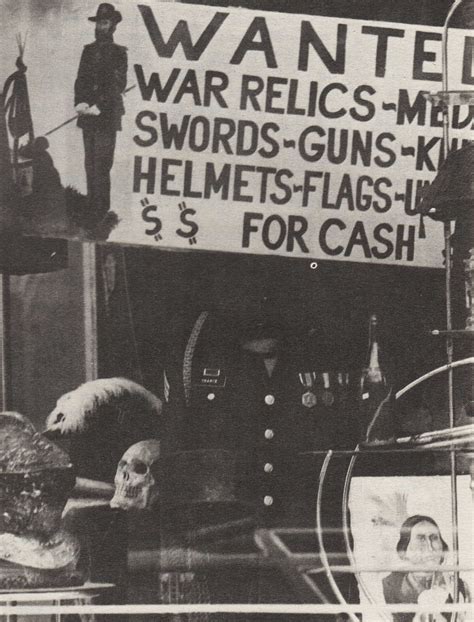 WANTED
WAR RELICS~MED
SWORDS~GUNS~KN
HELMETS~FLAGS~U
$ $ FOR CASH